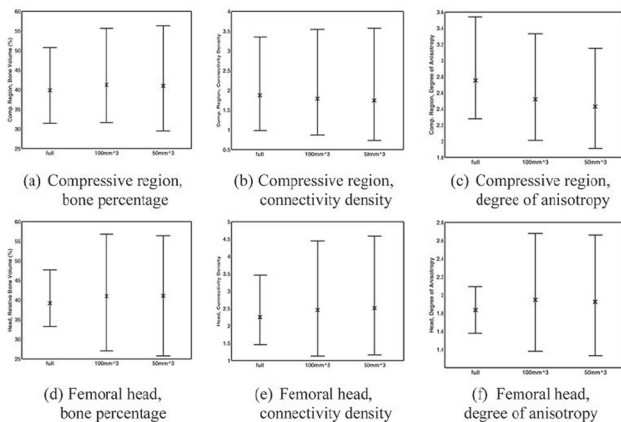 Comp. Region, Bone Volume (%)
60
55
50
45
40
35
30
25
full
100mm^3
50mm^3
(a) Compressive region,
bone percentage
Comp. Region, Connectivity Density
4
3.5
3
2.5
2
1.5
1
0.5
full
100mm^3
50mm^3
(b) Compressive region,
connectivity density
Comp. Region, Degree of Anisotropy
3.6
3.4
3.2
3
2.8
2.6
2.4
2.2
2
1.8
full
100mm^3
50mm^3
(c) Compressive region,
degree of anisotropy
Head, Relative Bone Volume (%)
60
55
50
45
40
35
30
25
full
100mm^3
50mm^3
(d) Femoral head,
bone percentage
Head, Connectivity Density
5
4.5
4
3.5
3
2.5
2
1.5
1
full
100mm^3
50mm^3
(e) Femoral head,
connectivity density
Head, Degree of Anisotropy
2.8
2.6
2.4
2.2
2
1.8
1.6
1.4
full
100mm^3
50mm^3
(f) Femoral head,
degree of anisotropy